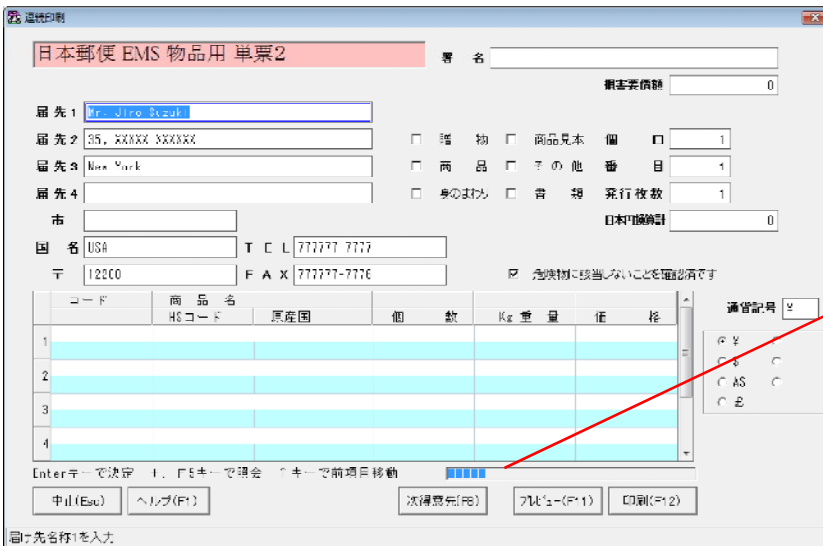 連続印刷
日本郵便 EMS 物品用 単票2
署 名
損害要償額 0
届 先 1 Mr. Jiro Suzuki
届 先 2 35, XXXXX XXXXXX
贈 物 商品見本 個 口 1
届 先 3 New York
商 品 その他 番 目 1
届 先 4
身のまわり 書 類 発行枚数 1
市
日本円換算計 0
国 名 USA T E L 777777-7777
〒 12200 F A X 777777-7776
危険物に該当しないことを確認済です
コード 商 品 名
HSコード 原産国 個 数 Kg 重 量 価 格
通貨記号 ¥
1
¥
2
$
A$
3
£
4
Enterキーで決定 +, F5キーで照会 ↑キーで前項目移動
中止(Esc) ヘルプ(F1) 次得意先(F8) プレビュー(F11) 印刷(F12)
届け先名称1を入力